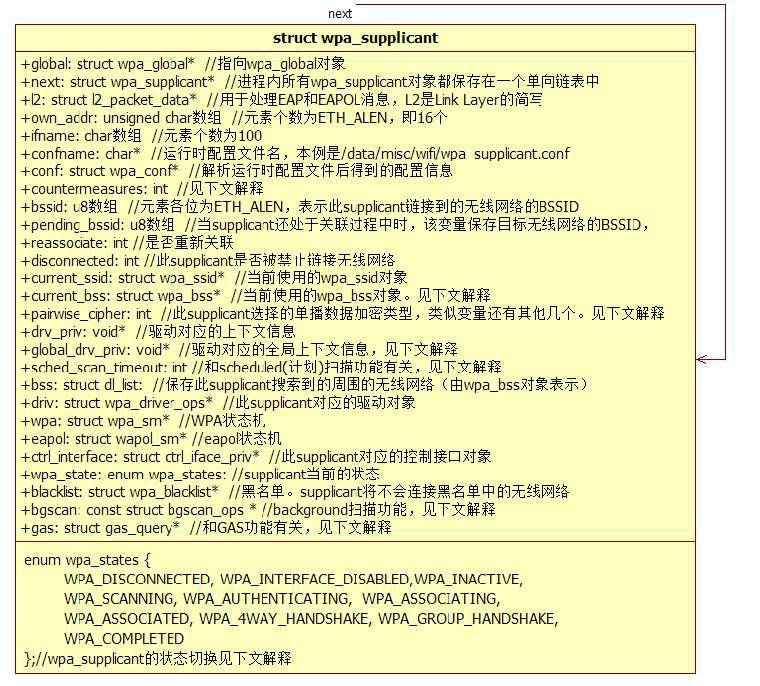 next
struct wpa_supplicant
+global: struct wpa_global* //指向wpa_global对象
+next: struct wpa_supplicant* //进程内所有wpa_supplicant对象都保存在一个单向链表中
+l2: struct l2_packet_data* //用于处理EAP和EAPOL消息，L2是Link Layer的简写
+own_addr: unsigned char数组 //元素个数为ETH_ALEN，即16个
+ifname: char数组 //元素个数为100
+confname: char* //运行时配置文件名，本例是/data/misc/wifi/wpa_supplicant.conf
+conf: struct wpa_conf* //解析运行时配置文件后得到的配置信息
+countermeasures: int //见下文解释
+bssid: u8数组 //元素各位为ETH_ALEN，表示此supplicant链接到的无线网络的BSSID
+pending_bssid: u8数组 //当supplicant还处于关联过程中时，该变量保存目标无线网络的BSSID，
+reassociate: int //是否重新关联
+disconnected: int //此supplicant是否被禁止链接无线网络
+current_ssid: struct wpa_ssid* //当前使用的wpa_ssid对象
+current_bss: struct wpa_bss* //当前使用的wpa_bss对象。见下文解释
+pairwise_cipher: int //此supplicant选择的单播数据加密类型，类似变量还有其他几个。见下文解释
+drv_priv: void* //驱动对应的上下文信息
+global_drv_priv: void* //驱动对应的全局上下文信息，见下文解释
+sched_scan_timeout: int //和scheduled(计划)扫描功能有关，见下文解释
+bss: struct dl_list: //保存此supplicant搜索到的周围的无线网络（由wpa_bss对象表示）
+driv: struct wpa_driver_ops* //此supplicant对应的驱动对象
+wpa: struct wpa_sm* //WPA状态机
+eapol: struct wapol_sm* //eapol状态机
+ctrl_interface: struct ctrl_iface_priv* //此supplicant对应的控制接口对象
+wpa_state: enum wpa_states: //supplicant当前的状态
+blacklist: struct wpa_blacklist* //黑名单。supplicant将不会连接黑名单中的无线网络
+bgscan: const struct bgscan_ops * //background扫描功能，见下文解释
+gas: struct gas_query* //和GAS功能有关，见下文解释
enum wpa_states {
WPA_DISCONNECTED, WPA_INTERFACE_DISABLED,WPA_INACTIVE,
WPA_SCANNING, WPA_AUTHENTICATING, WPA_ASSOCIATING,
WPA_ASSOCIATED, WPA_4WAY_HANDSHAKE, WPA_GROUP_HANDSHAKE,
WPA_COMPLETED
};//wpa_supplicant的状态切换见下文解释